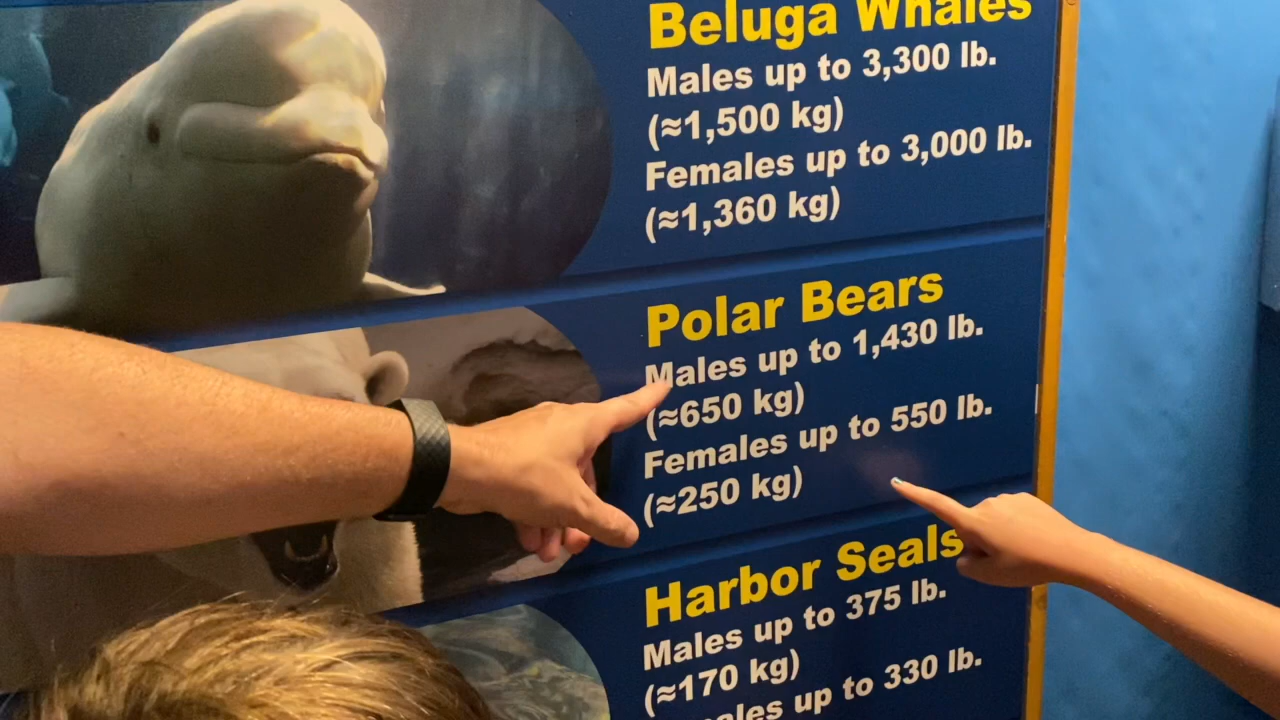 Beluga Whales
Males up to 3,300 lb.
(≈1,500 kg)
Females up to 3,000 lb.
(≈1,360 kg)
Polar Bears
Males up to 1,430 lb.
(≈650 kg)
Females up to 550 lb.
(≈250 kg)
Harbor Seals
Males up to 375 lb.
(≈170 kg)
Females up to 330 lb.